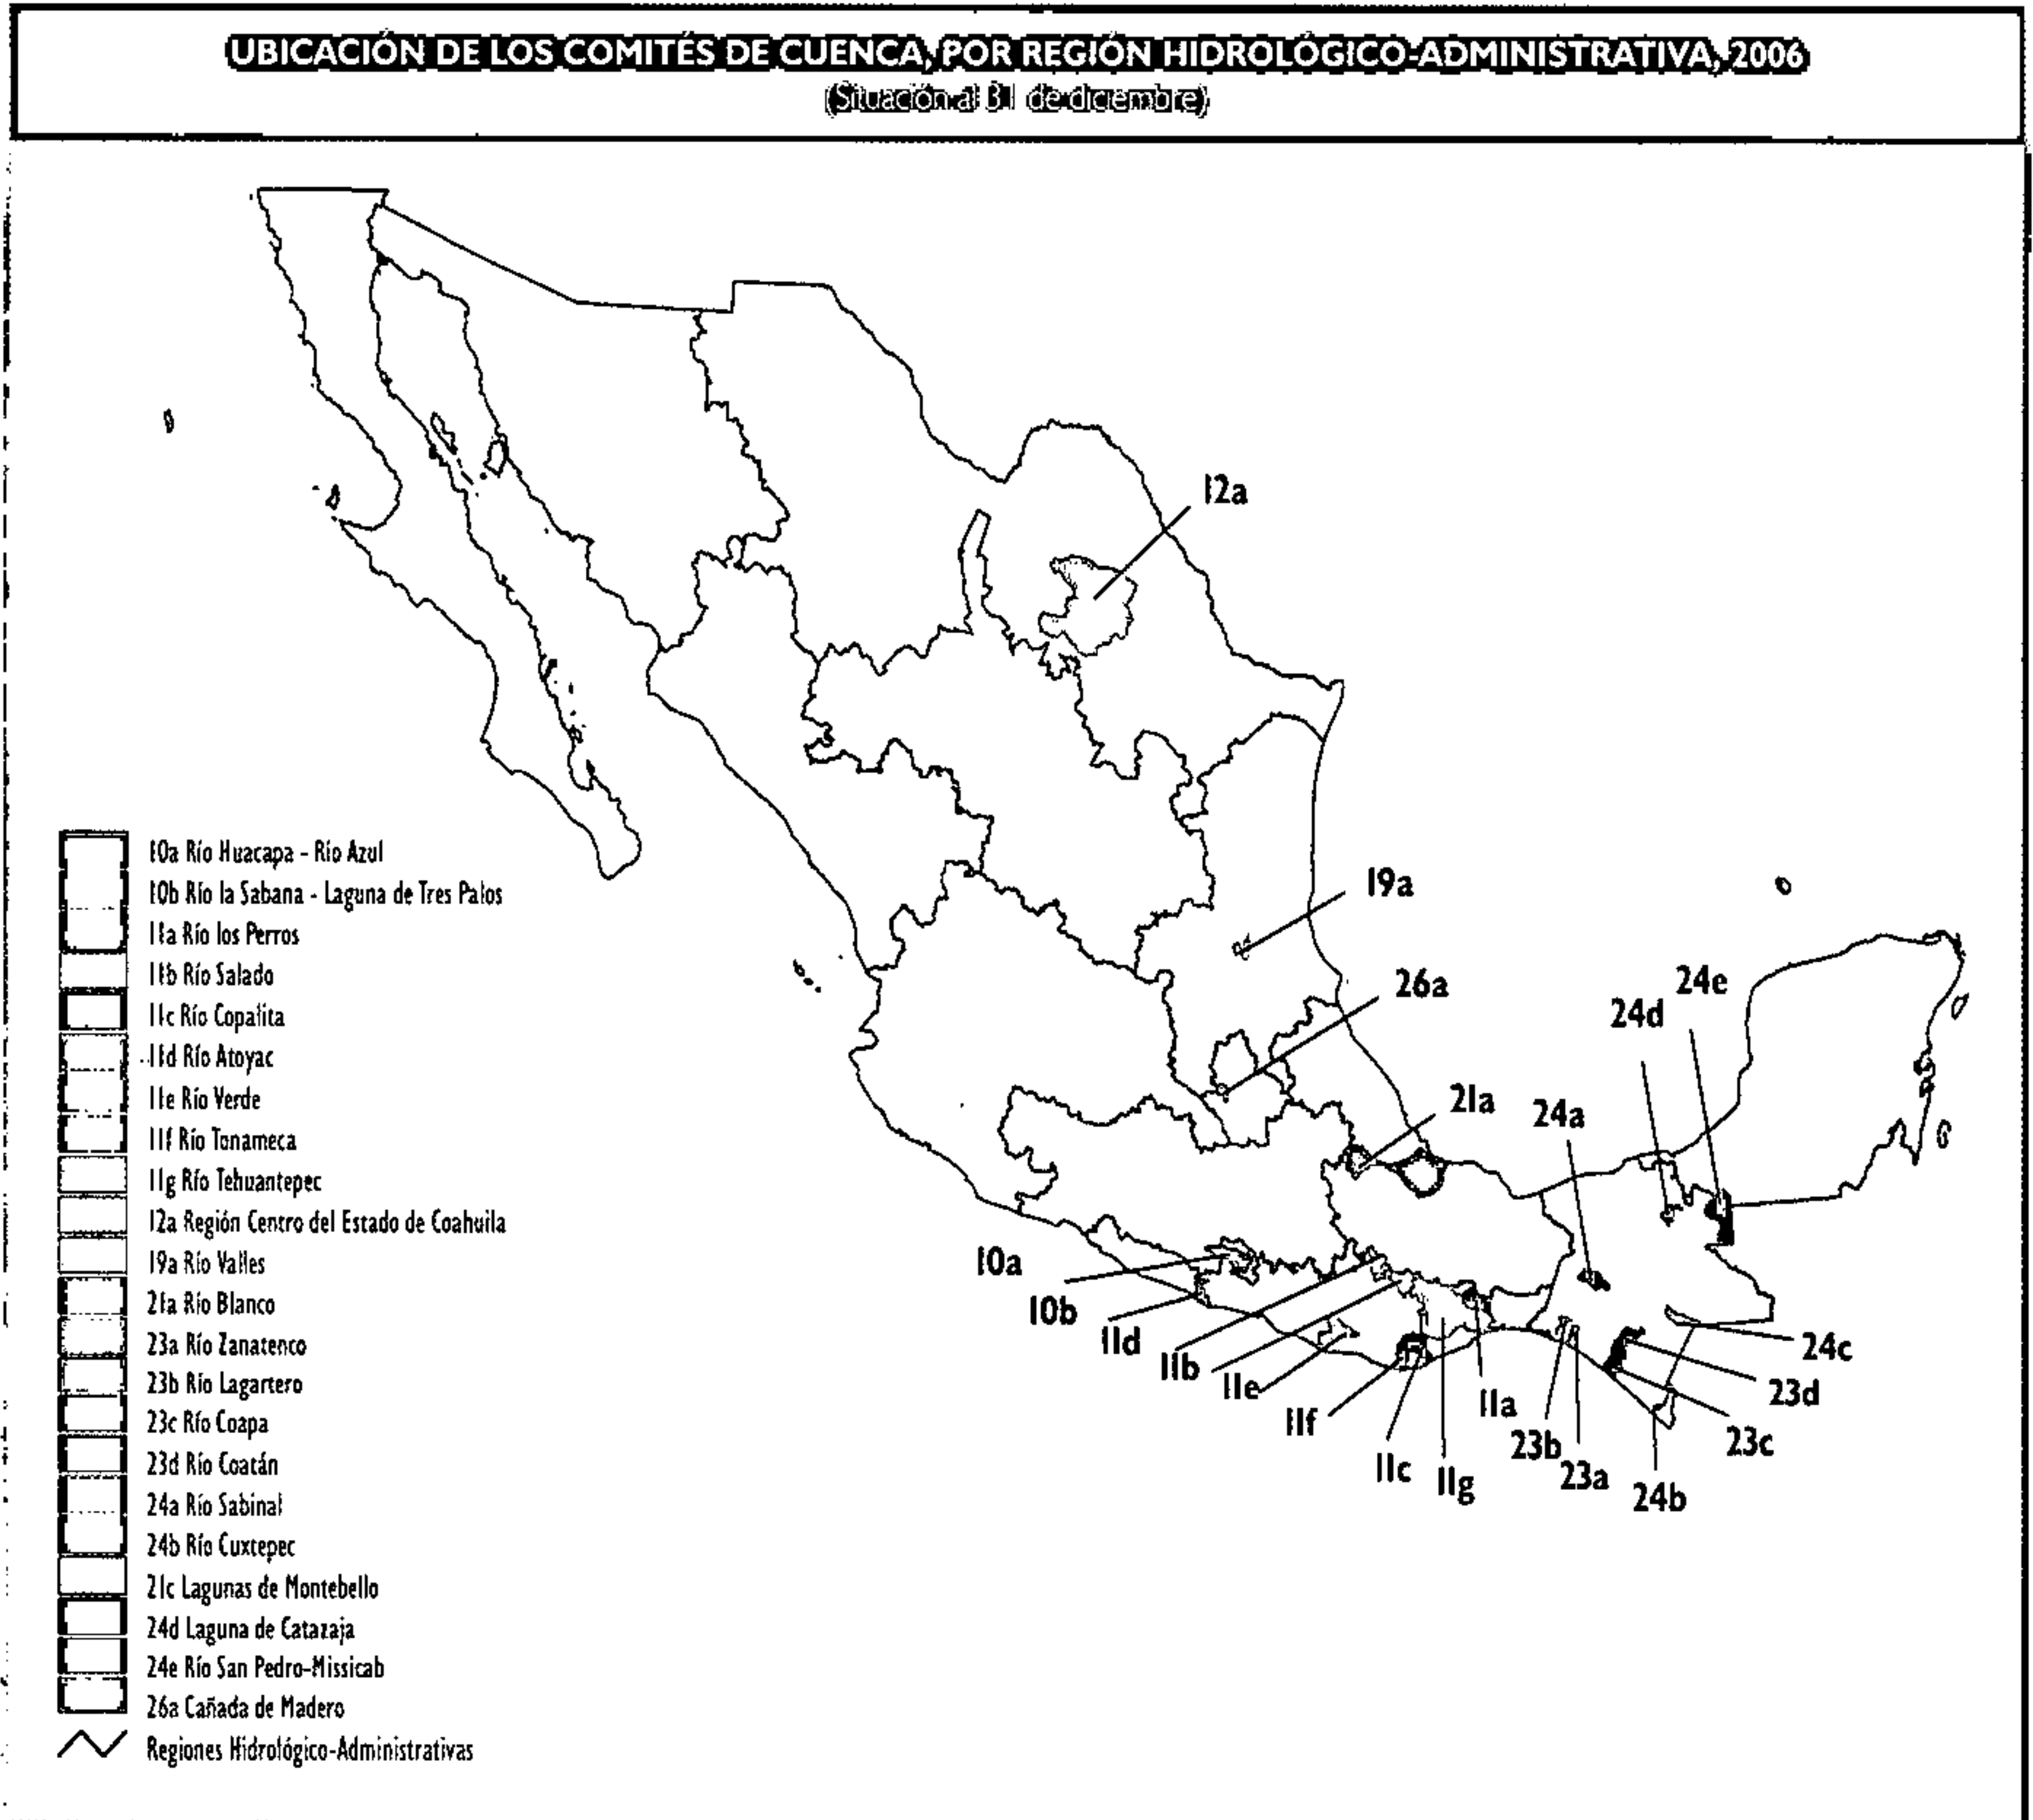 UBICACIÓN DE LOS COMITÉS DE CUENCA, POR REGIÓN HIDROLÓGICO-ADMINISTRATIVA, 2006
(Situación al 31 de diciembre)
12a
19a
26a
24e
24d
21a
24a
10a
10b
11d
11b
11e
11f
11c
11g
11a
23b
23a
24b
23c
23d
24c
10a Río Huacapa - Río Azul
10b Río la Sabana - Laguna de Tres Palos
11a Río los Perros
11b Río Salado
11c Río Copalita
11d Río Atoyac
11e Río Verde
11f Río Tonameca
11g Río Tehuantepec
12a Región Centro del Estado de Coahuila
19a Río Valles
21a Río Blanco
23a Río Zanatenco
23b Río Lagartero
23c Río Coapa
23d Río Coatán
24a Río Sabinal
24b Río Cuxtepec
21c Lagunas de Montebello
24d Laguna de Catazaja
24e Río San Pedro-Missicab
26a Cañada de Madero
Regiones Hidrológico-Administrativas